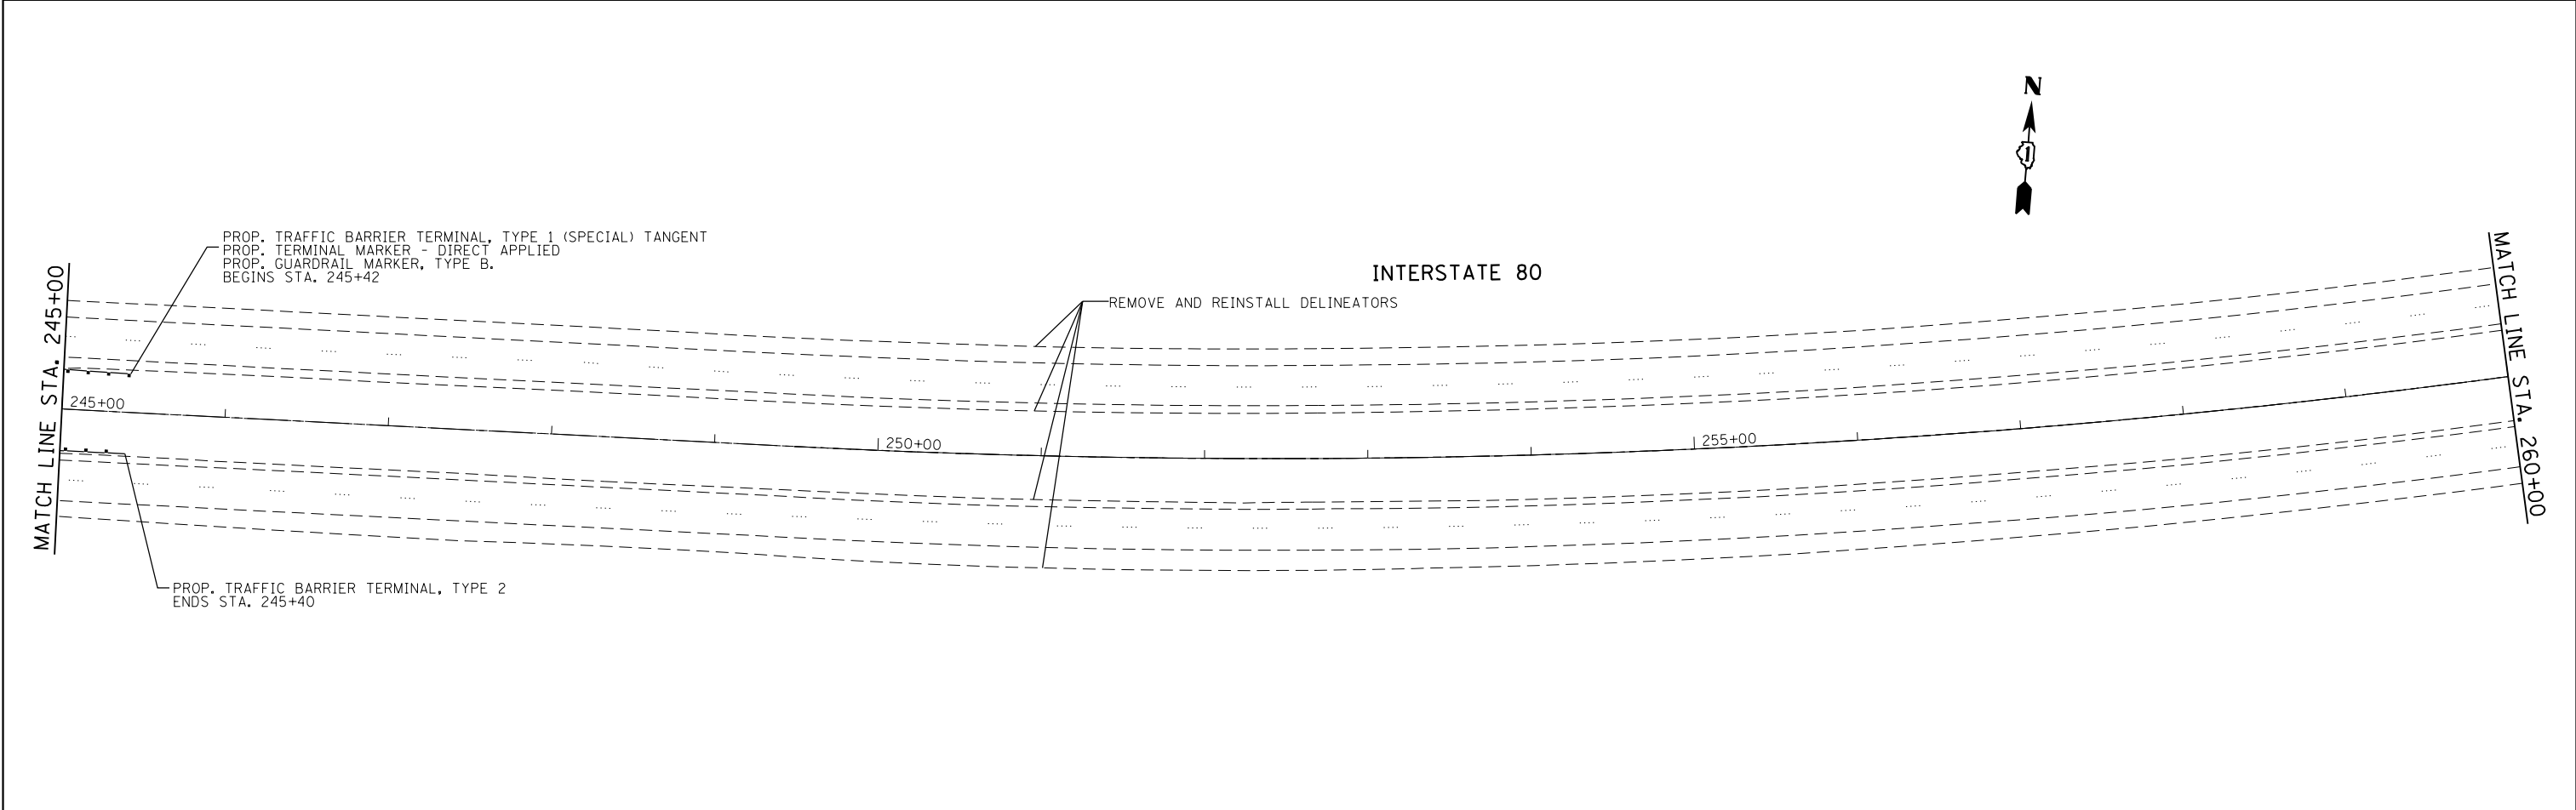 N
1
PROP. TRAFFIC BARRIER TERMINAL, TYPE 1 (SPECIAL) TANGENT
PROP. TERMINAL MARKER - DIRECT APPLIED
PROP. GUARDRAIL MARKER, TYPE B.
BEGINS STA. 245+42
INTERSTATE 80
REMOVE AND REINSTALL DELINEATORS
MATCH LINE STA. 245+00
MATCH LINE STA. 260+00
245+00
250+00
255+00
PROP. TRAFFIC BARRIER TERMINAL, TYPE 2
ENDS STA. 245+40